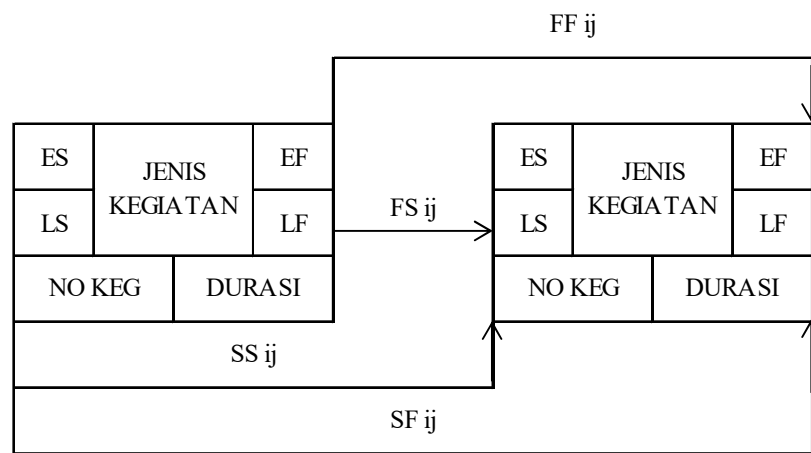 FF ij
ES
JENIS
KEGIATAN
EF
LS
LF
NO KEG
DURASI
FS ij
ES
JENIS
KEGIATAN
EF
LS
LF
NO KEG
DURASI
SS ij
SF ij